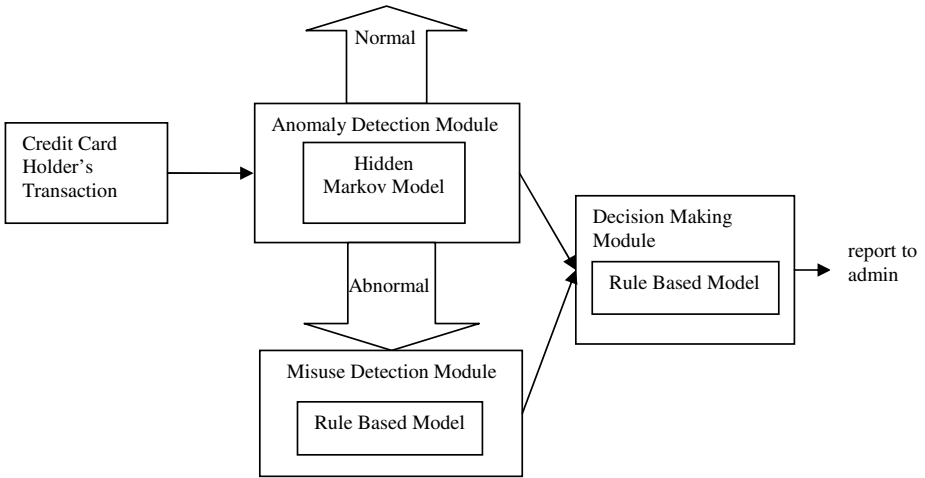 Normal
Anomaly Detection Module
Hidden
Markov Model
Credit Card
Holder's
Transaction
Decision Making
Module
Rule Based Model
report to
admin
Abnormal
Misuse Detection Module
Rule Based Model